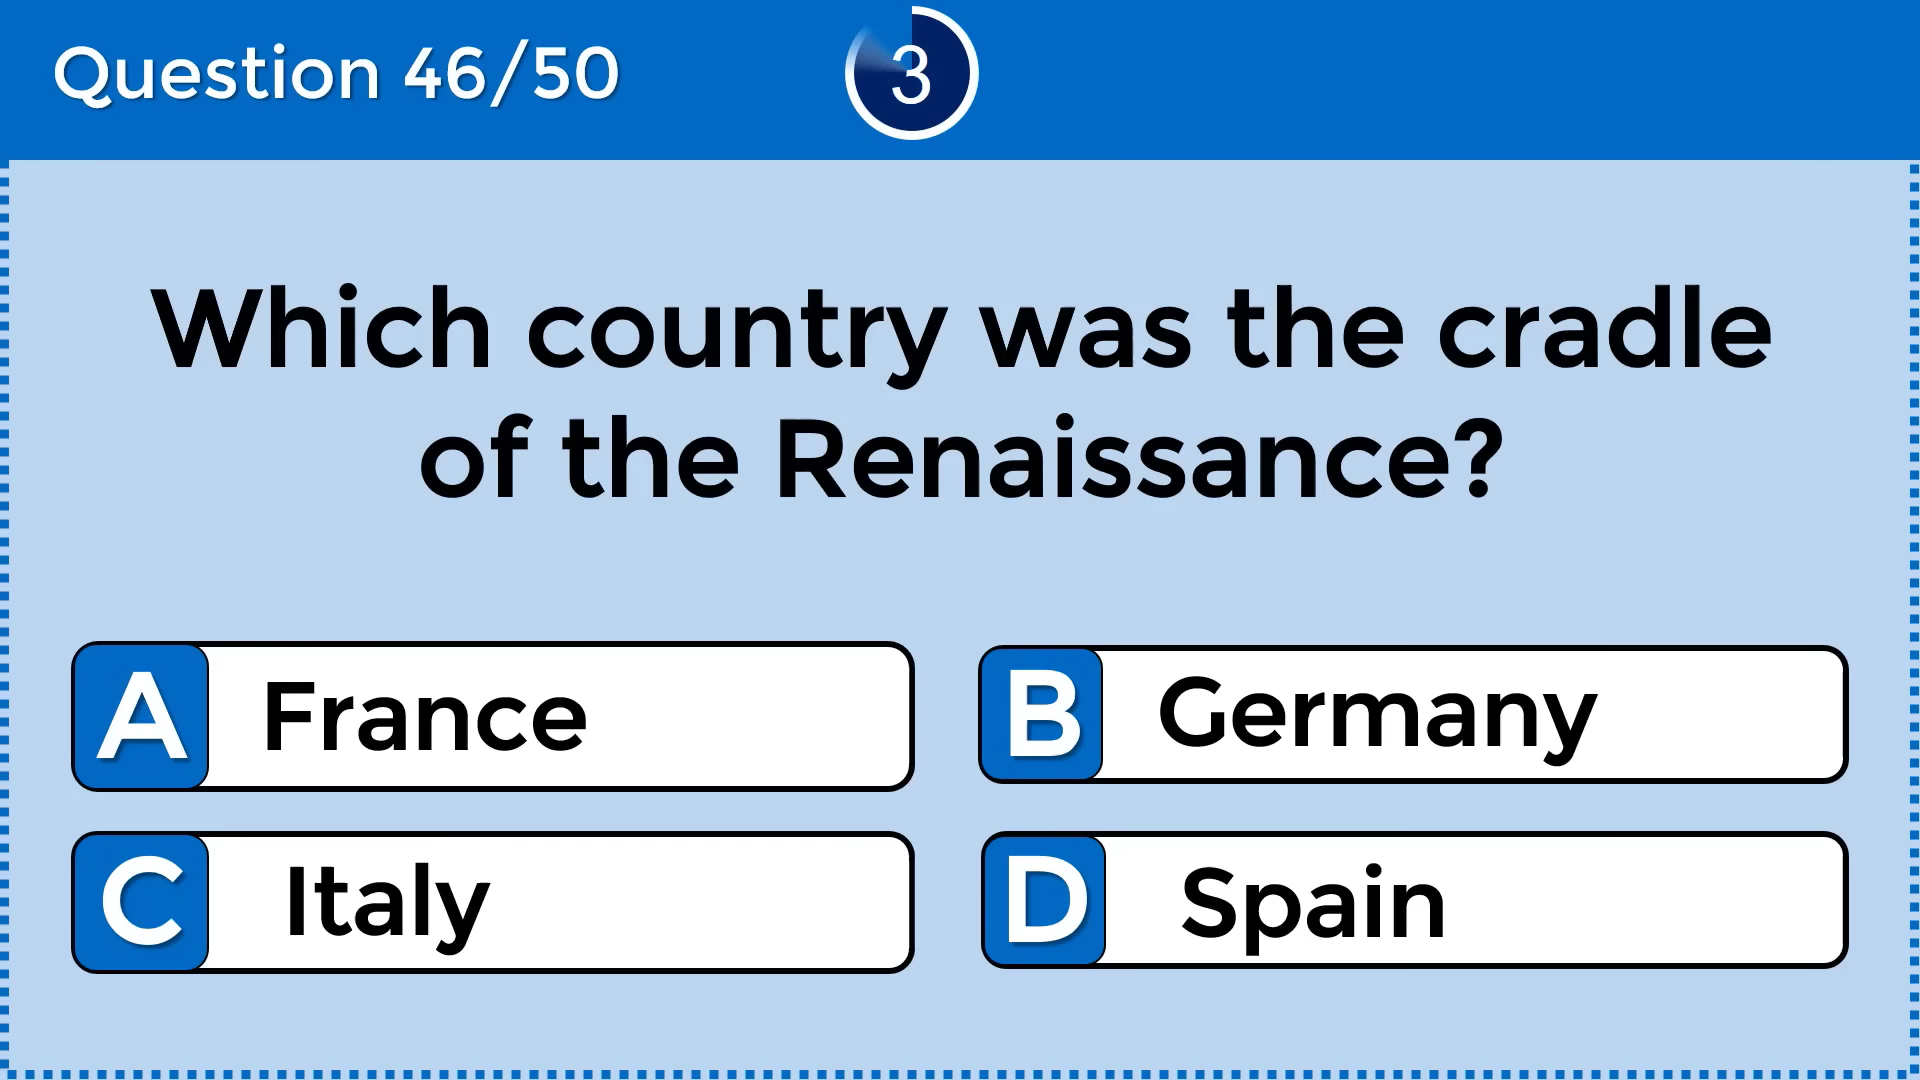 Question 46/50
3
Which country was the cradle
of the Renaissance?
A France
B Germany
C Italy
D Spain